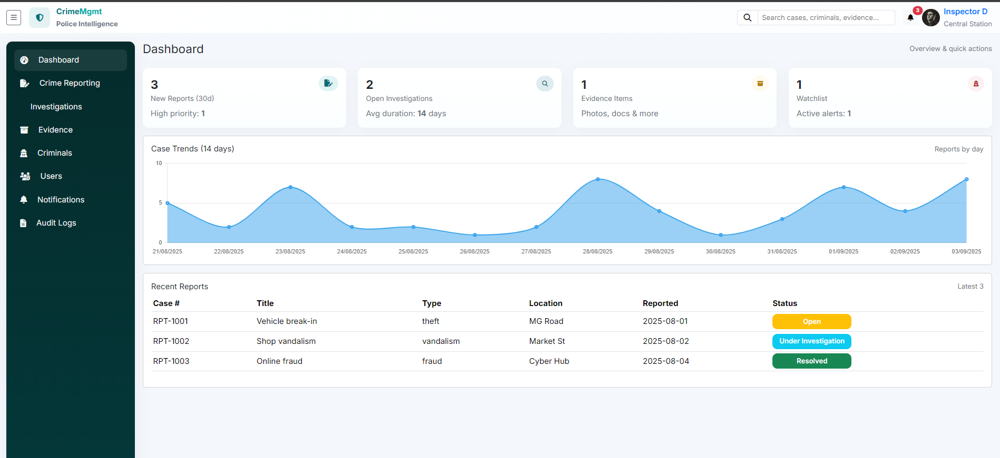 CrimeMgmt
Police Intelligence
Search cases, criminals, evidence...
3
Inspector D
Central Station
Dashboard
Crime Reporting
Investigations
Evidence
Criminals
Users
Notifications
Audit Logs
Dashboard
Overview & quick actions
3
New Reports (30d)
High priority: 1
2
Open Investigations
Avg duration: 14 days
1
Evidence Items
Photos, docs & more
1
Watchlist
Active alerts: 1
Case Trends (14 days)
Reports by day
10
5
0
21/08/2025 22/08/2025 23/08/2025 24/08/2025 25/08/2025 26/08/2025 27/08/2025 28/08/2025 29/08/2025 30/08/2025 31/08/2025 01/09/2025 02/09/2025 03/09/2025
Recent Reports
Latest 3
Case # Title Type Location Reported Status
RPT-1001 Vehicle break-in theft MG Road 2025-08-01 Open
RPT-1002 Shop vandalism vandalism Market St 2025-08-02 Under Investigation
RPT-1003 Online fraud fraud Cyber Hub 2025-08-04 Resolved